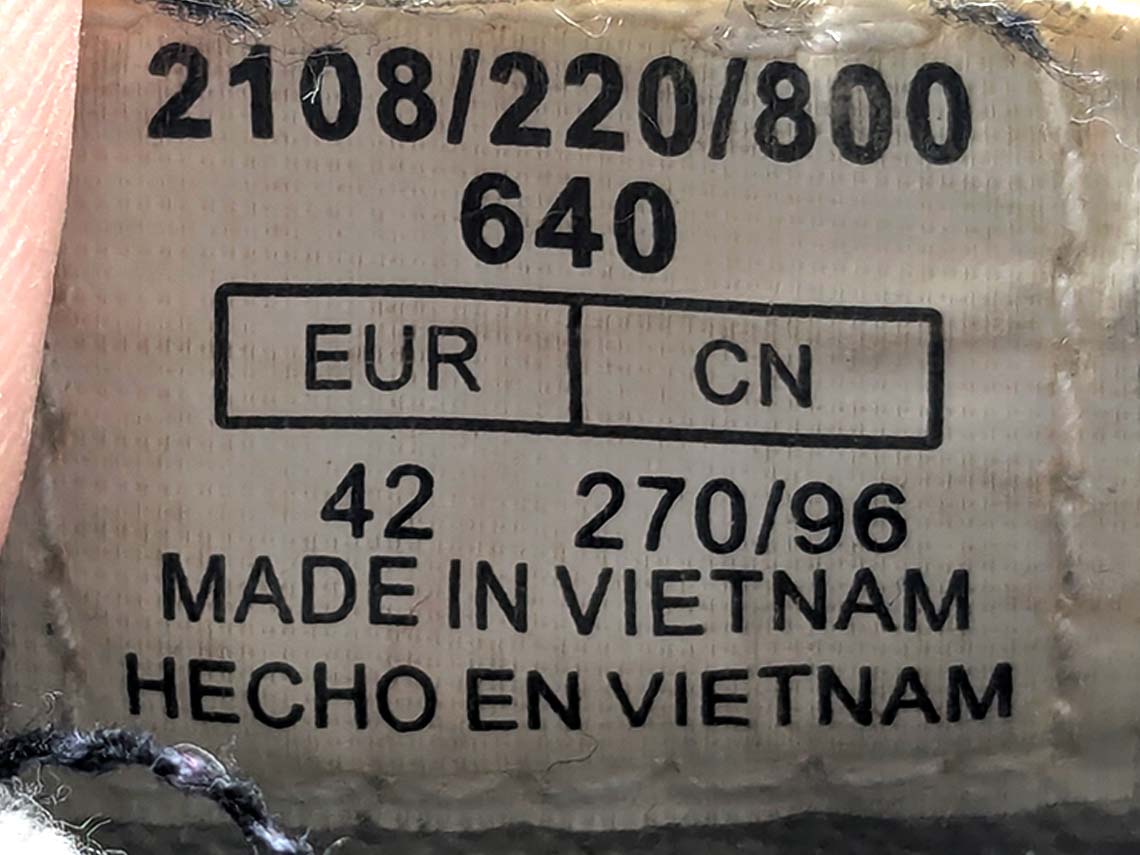 2108/220/800
640
EUR CN
42 270/96
MADE IN VIETNAM
HECHO EN VIETNAM